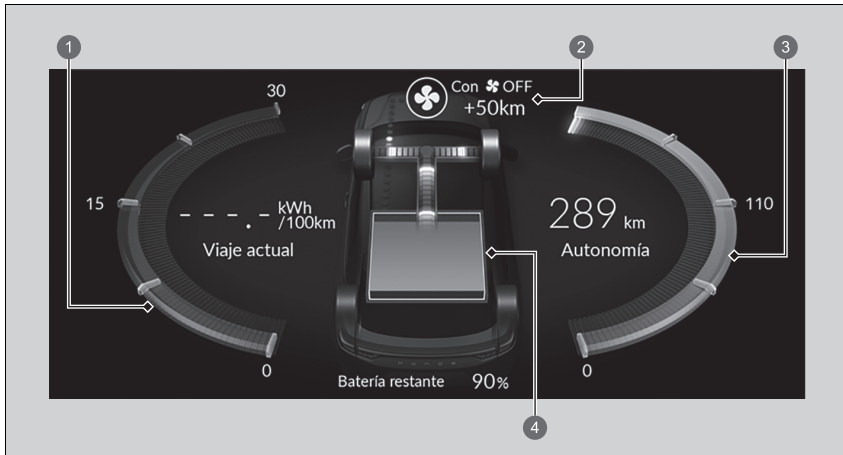 1
2
3
Con OFF
+50km
30
15
- - - . - kWh
/100km
Viaje actual
0
289 km
Autonomía
110
0
Batería restante 90%
4